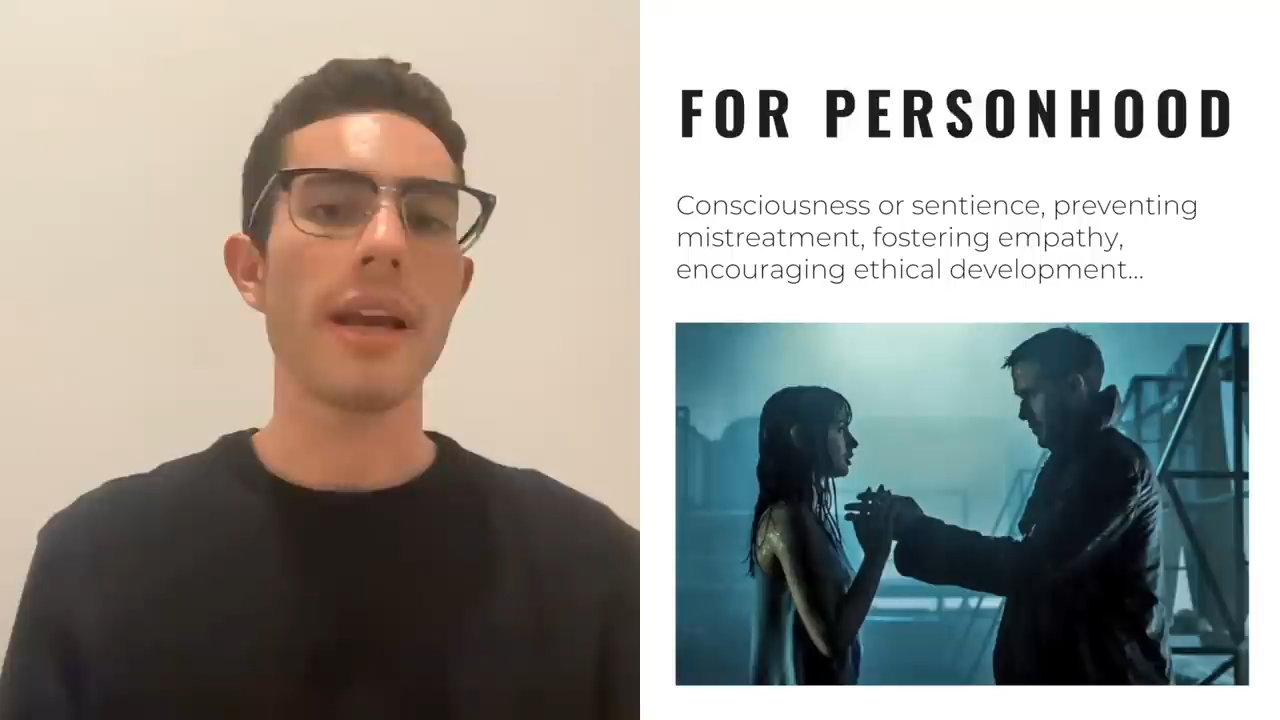 FOR PERSONHOOD
Consciousness or sentience, preventing
mistreatment, fostering empathy,
encouraging ethical development...